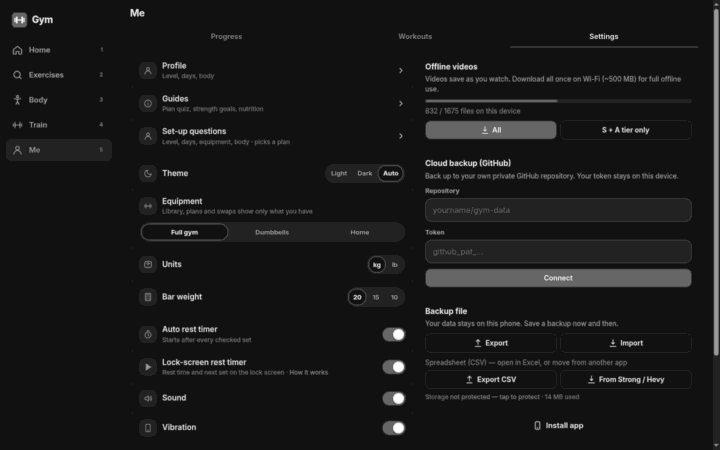 Gym
Home 1
Exercises 2
Body 3
Train 4
Me 5
Me
Progress
Workouts
Settings
Profile
Level, days, body
Guides
Plan quiz, strength goals, nutrition
Set-up questions
Level, days, equipment, body · picks a plan
Theme
Light Dark Auto
Equipment
Library, plans and swaps show only what you have
Full gym Dumbbells Home
Units
kg lb
Bar weight
20 15 10
Auto rest timer
Starts after every checked set
Lock-screen rest timer
Rest time and next set on the lock screen · How it works
Sound
Vibration
Offline videos
Videos save as you watch. Download all once on Wi-Fi (~500 MB) for full offline
use.
832 / 1675 files on this device
All
S + A tier only
Cloud backup (GitHub)
Back up to your own private GitHub repository. Your token stays on this device.
Repository
yourname/gym-data
Token
github_pat_...
Connect
Backup file
Your data stays on this phone. Save a backup now and then.
Export
Import
Spreadsheet (CSV) — open in Excel, or move from another app
Export CSV
From Strong / Hevy
Storage not protected — tap to protect · 14 MB used
Install app